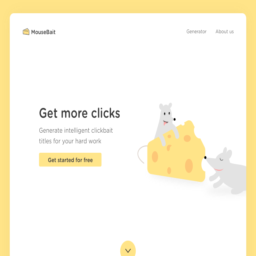 MouseBait
Generator About us
Get more clicks
Generate intelligent clickbait
titles for your hard work
Get started for free